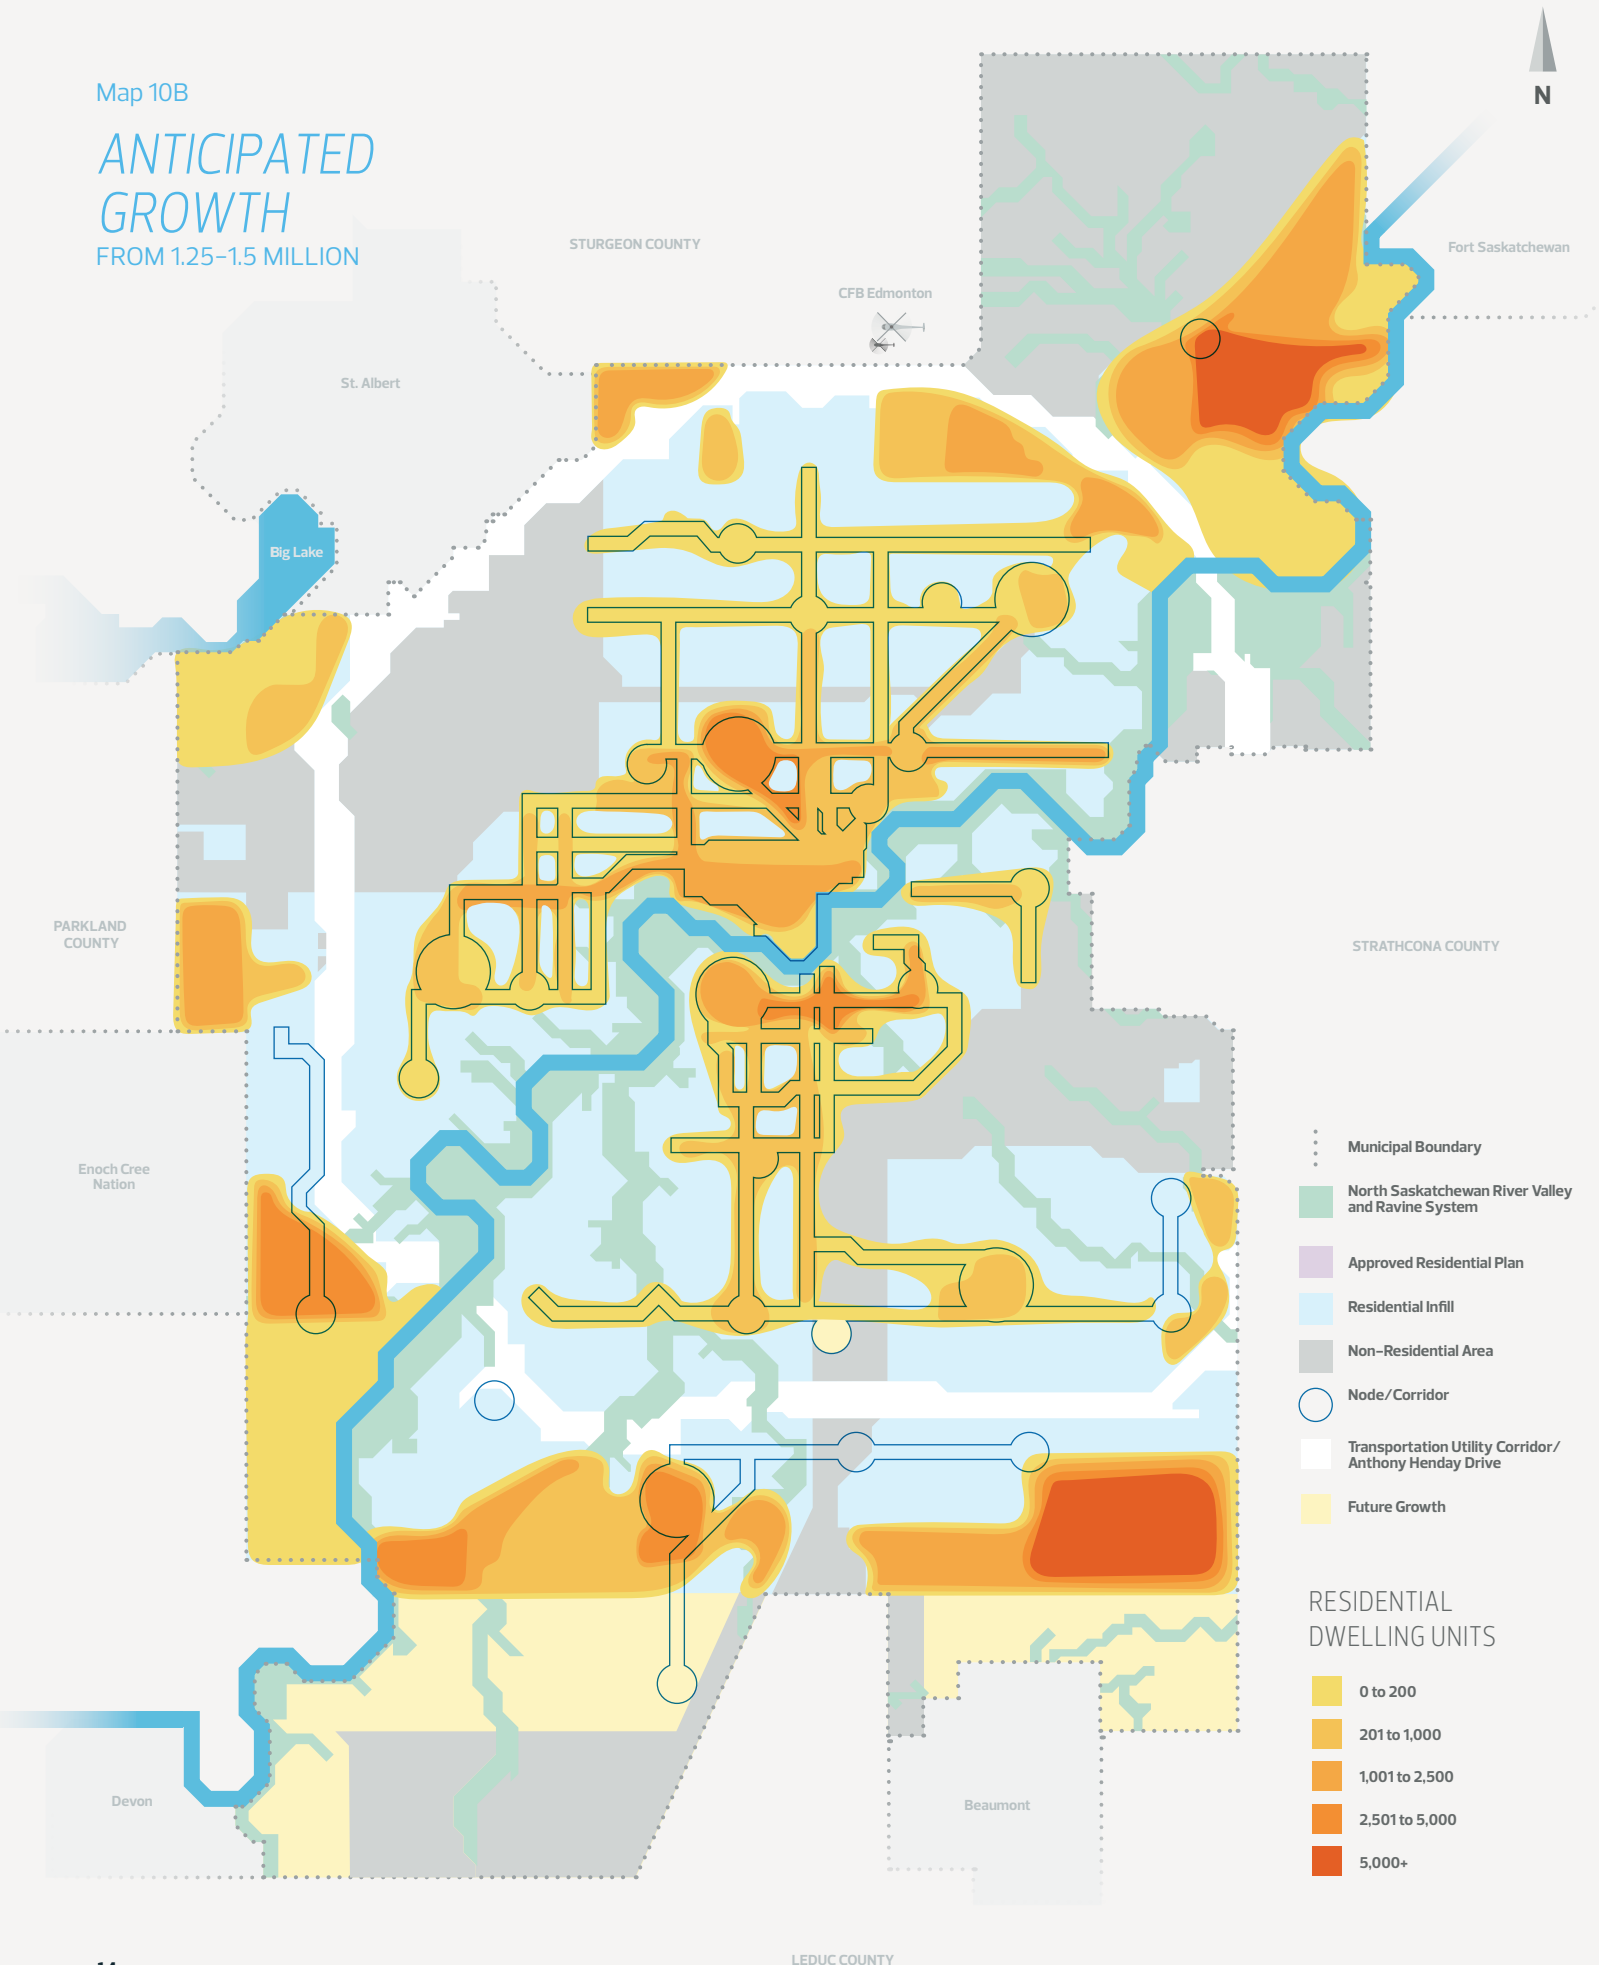 Map 10B
ANTICIPATED
GROWTH
FROM 1.25-1.5 MILLION
N
STURGEON COUNTY
Fort Saskatchewan
CFB Edmonton
St. Albert
Big Lake
PARKLAND
COUNTY
STRATHCONA COUNTY
Enoch Cree
Nation
Municipal Boundary
North Saskatchewan River Valley
and Ravine System
Approved Residential Plan
Residential Infill
Non-Residential Area
Node/Corridor
Transportation Utility Corridor/
Anthony Henday Drive
Future Growth
RESIDENTIAL
DWELLING UNITS
0 to 200
201 to 1,000
1,001 to 2,500
2,501 to 5,000
5,000+
Devon
Beaumont
LEDUC COUNTY